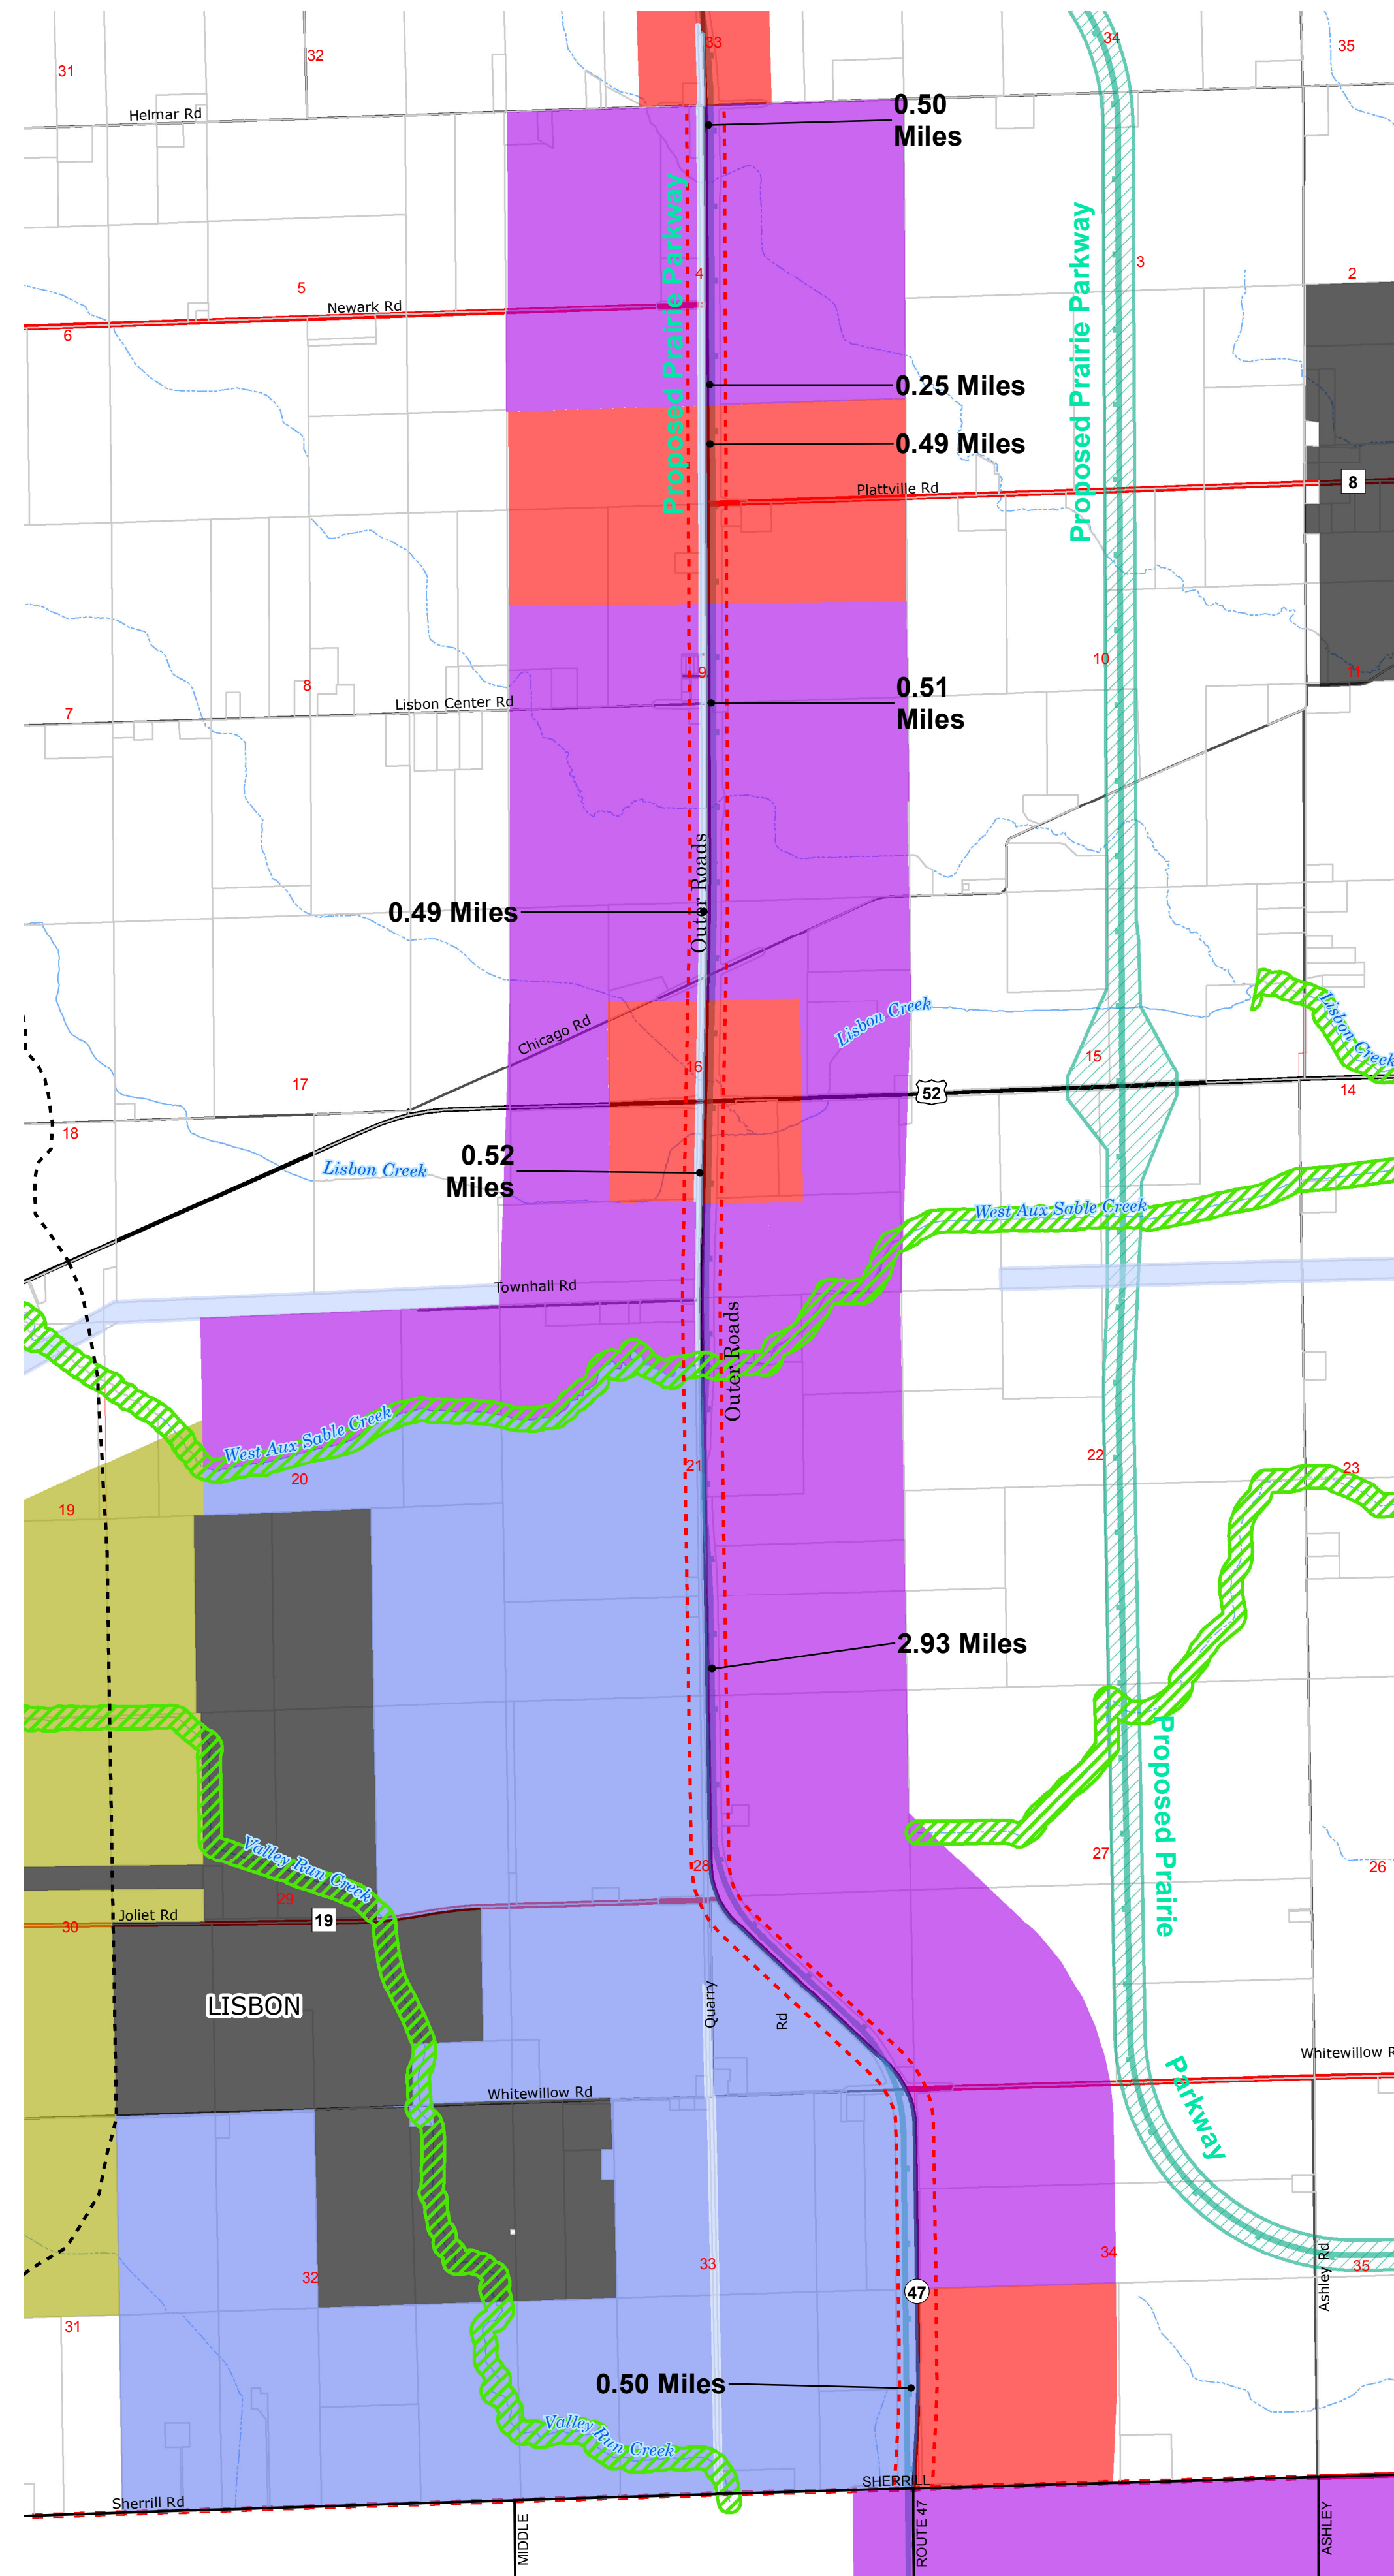 31
32
33
34
35
Helmar Rd
0.50
Miles
Proposed Prairie Parkway
Proposed Prairie Parkway
5
4
3
2
Newark Rd
6
0.25 Miles
0.49 Miles
Plattville Rd
8
10
9
11
8
7
Lisbon Center Rd
0.51
Miles
Outer Roads
0.49 Miles
Lisbon Creek
Lisbon Creek
Chicago Rd
15
16
17
14
52
18
0.52
Miles
Lisbon Creek
West Aux Sable Creek
Townhall Rd
Outer Roads
West Aux Sable Creek
22
21
23
20
19
2.93 Miles
Proposed Prairie
Valley Run Creek
27
28
26
29
Joliet Rd
19
30
LISBON
Quarry
Rd
Whitewillow R
Parkway
Whitewillow Rd
34
33
35
32
47
Ashley Rd
31
0.50 Miles
Valley Run Creek
SHERRILL
Sherrill Rd
MIDDLE
ROUTE 47
ASHLEY